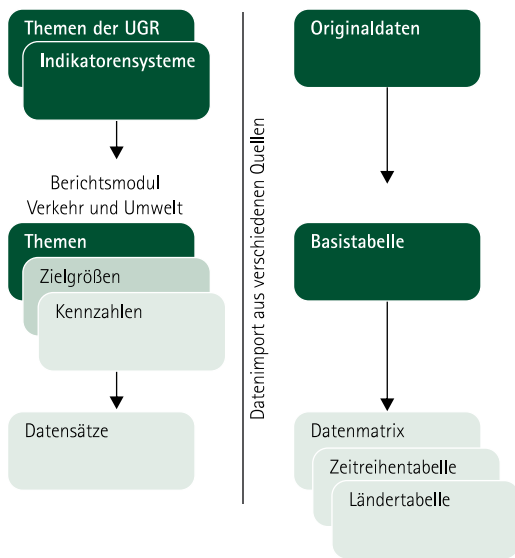 Themen der UGR
Indikatorensysteme
Berichtsmodul
Verkehr und Umwelt
Themen
Zielgrößen
Kennzahlen
Datensätze
Datenimport aus verschiedenen Quellen
Originaldaten
Basistabelle
Datenmatrix
Zeitreihentabelle
Ländertabelle